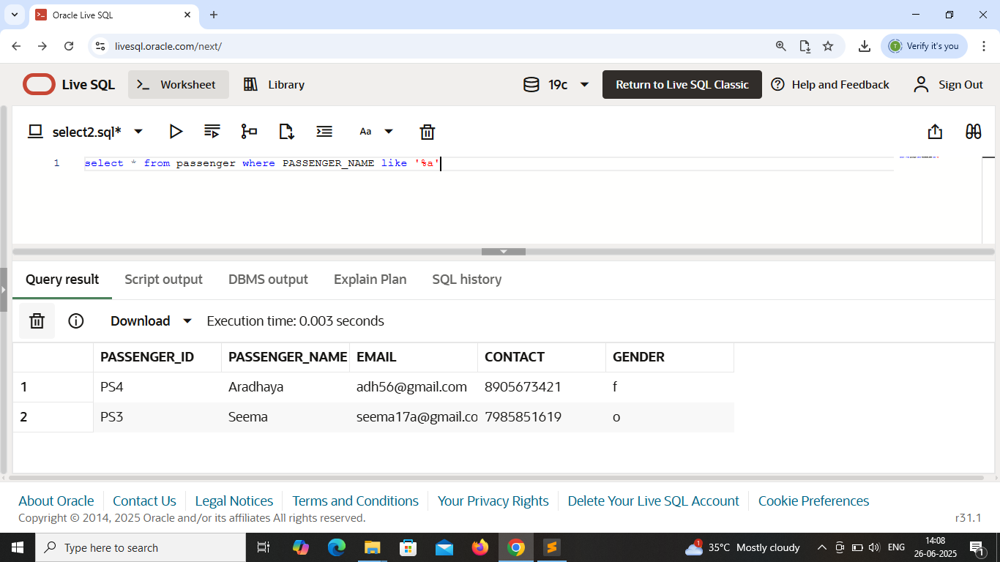 Oracle Live SQL
livesql.oracle.com/next/
T Verify it's you
Live SQL Worksheet Library 19c Return to Live SQL Classic Help and Feedback Sign Out
select2.sql* Aa
1 select * from passenger where PASSENGER_NAME like '%a'
Query result Script output DBMS output Explain Plan SQL history
Download Execution time: 0.003 seconds
PASSENGER_ID PASSENGER_NAME EMAIL CONTACT GENDER
1 PS4 Aradhaya adh56@gmail.com 8905673421 f
2 PS3 Seema seema17a@gmail.co 7985851619 o
About Oracle Contact Us Legal Notices Terms and Conditions Your Privacy Rights Delete Your Live SQL Account Cookie Preferences
Copyright © 2014, 2025 Oracle and/or its affiliates All rights reserved. r31.1
Type here to search 1 35°C Mostly cloudy ENG 14:08
26-06-2025 1